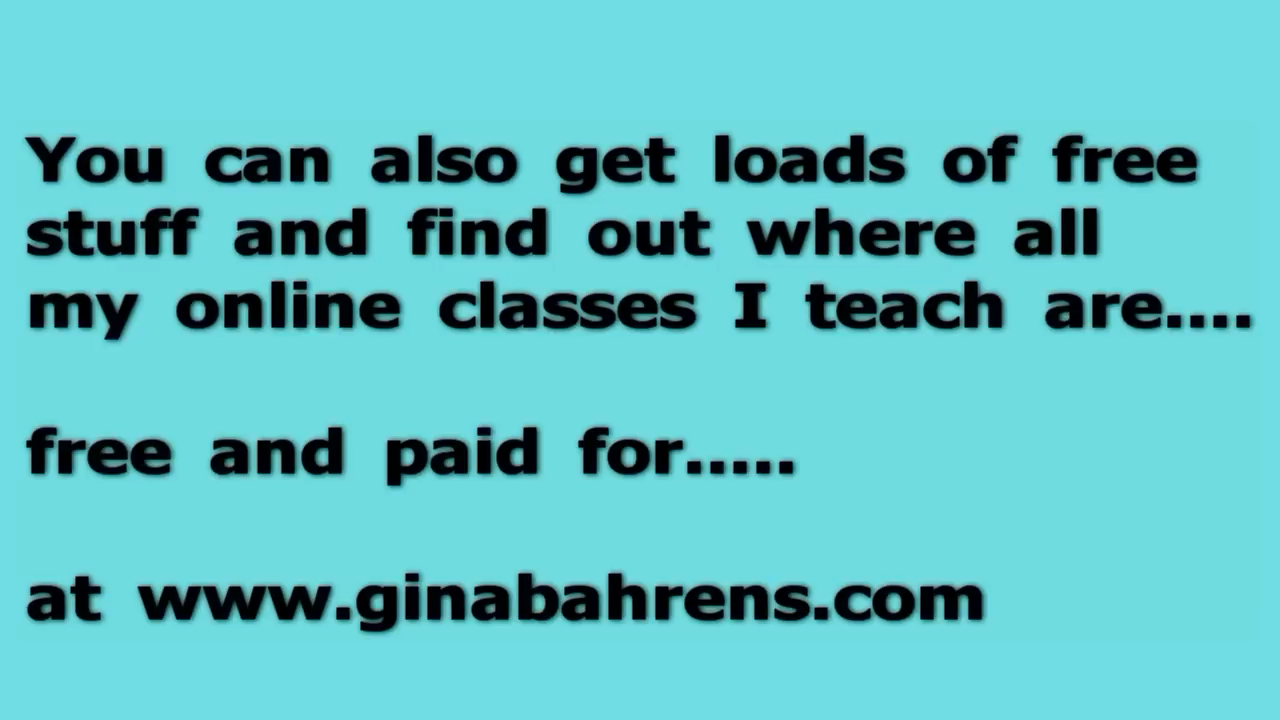 You can also get loads of free
stuff and find out where all
my online classes I teach are....
free and paid for.....
at www.ginabahrens.com